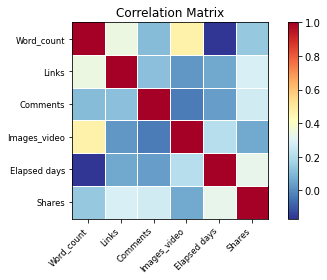 Correlation Matrix
Word_count
Links
Comments
Images_video
Elapsed days
Shares
Word_count
Links
Comments
Images_video
Elapsed days
Shares
1.0
0.8
0.6
0.4
0.2
0.0